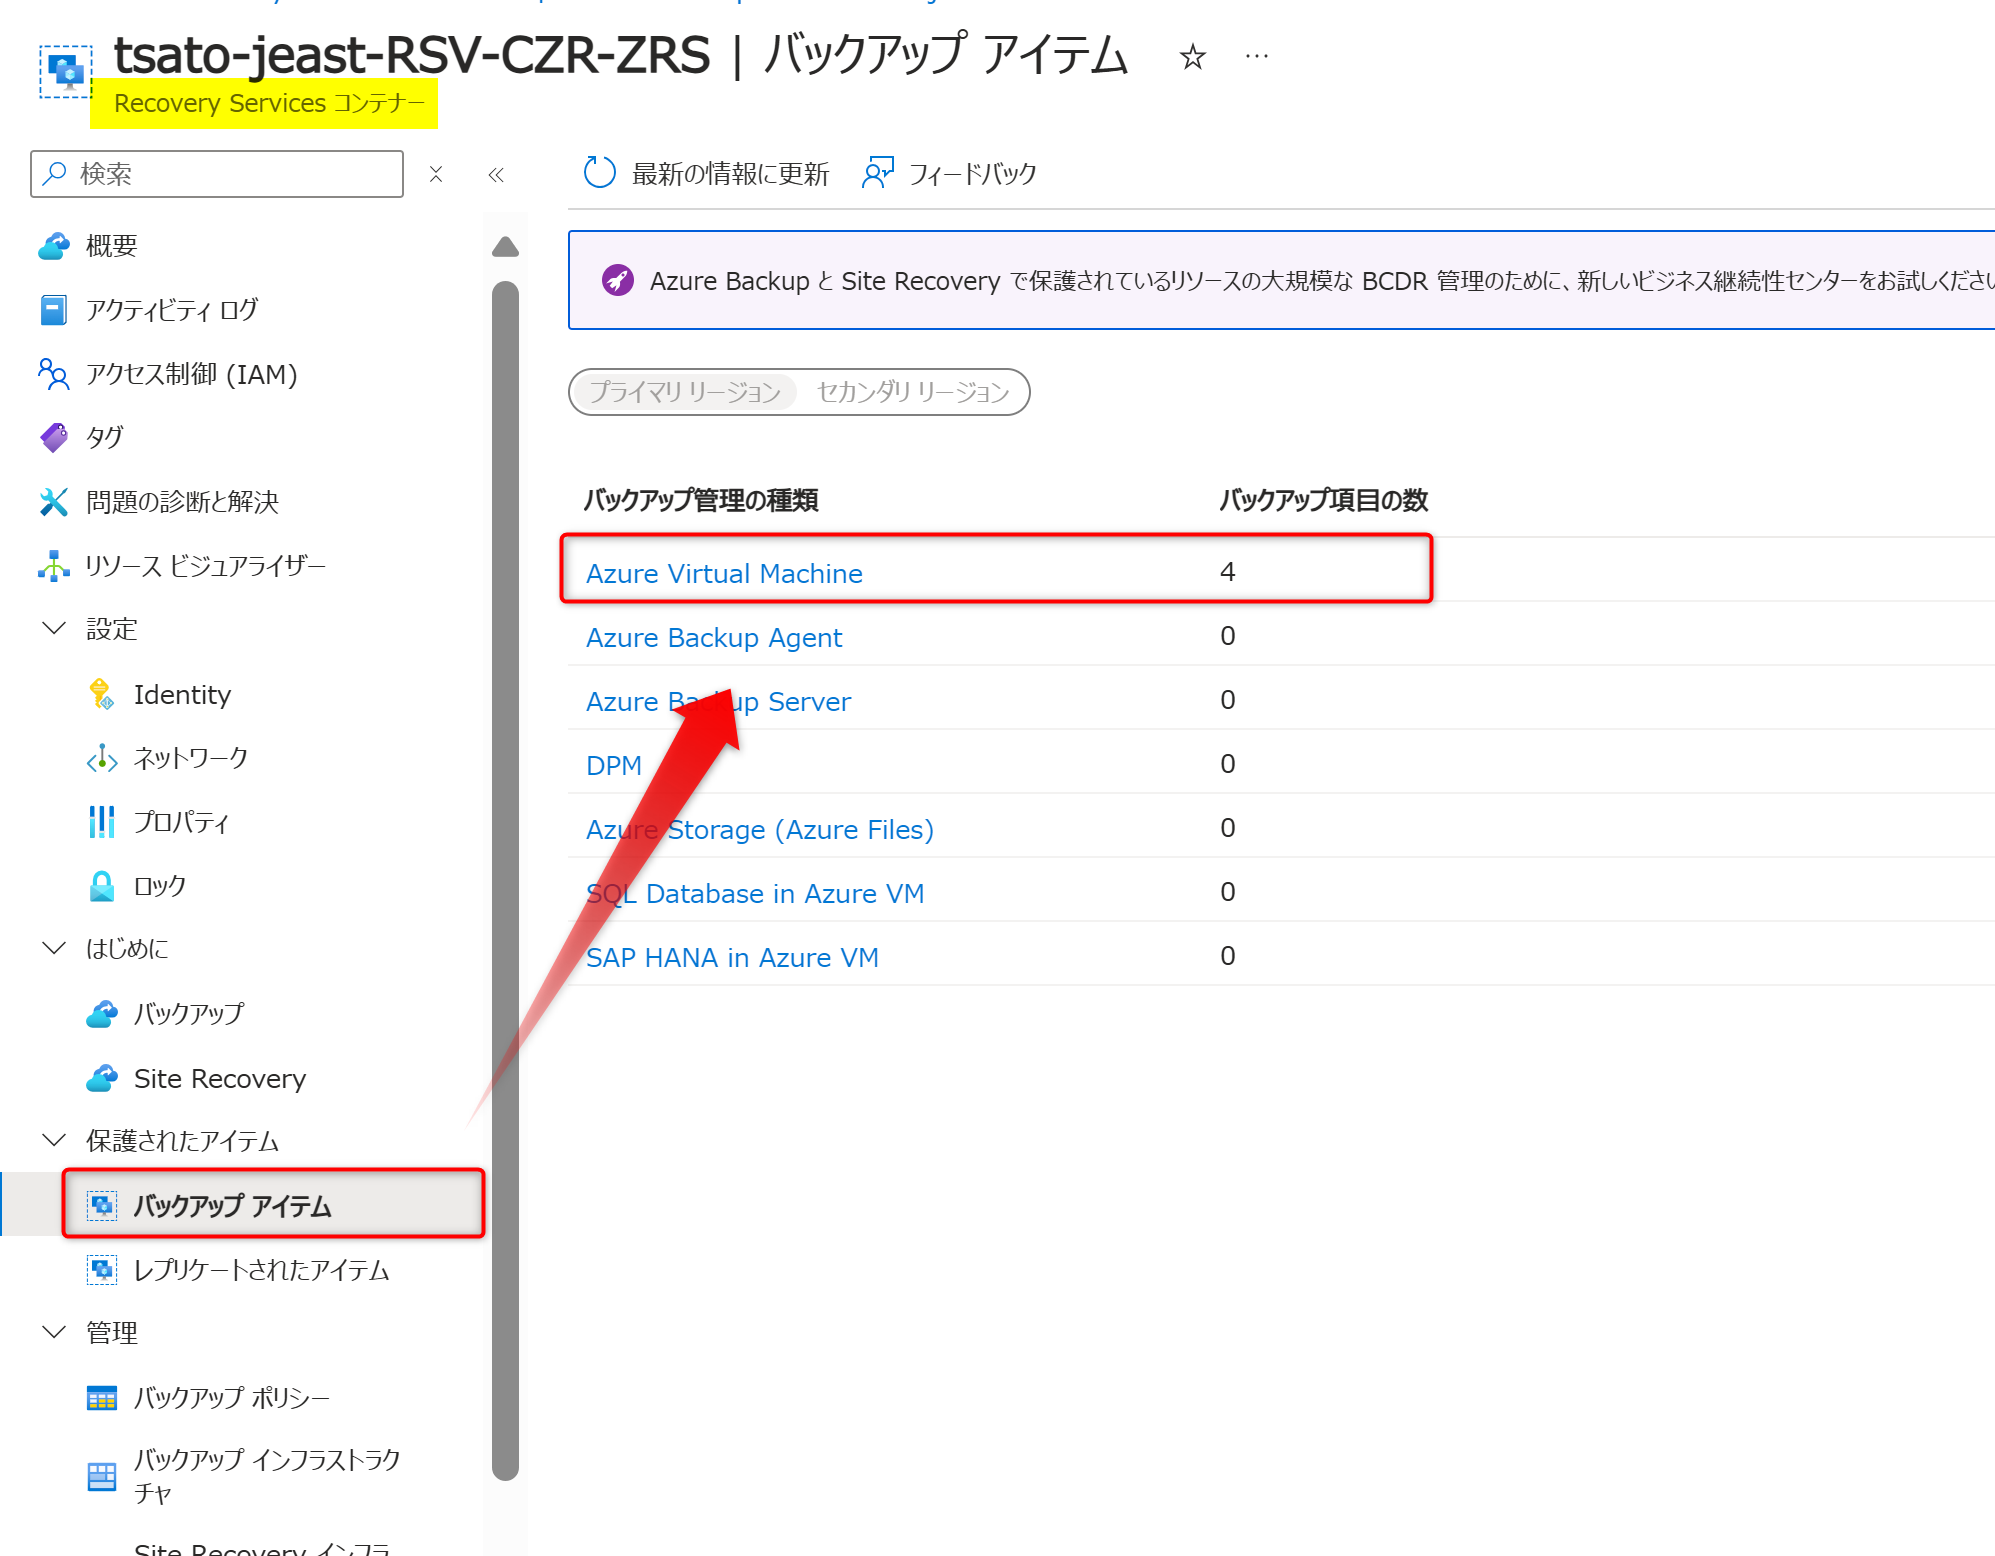 tsato-jeast-RSV-CZR-ZRS | バックアップ アイテム ☆ …
Recovery Services コンテナー
検索
最新の情報に更新
フィードバック
概要
アクティビティ ログ
アクセス制御 (IAM)
タグ
問題の診断と解決
リソース ビジュアライザー
設定
Identity
ネットワーク
プロパティ
ロック
はじめに
バックアップ
Site Recovery
保護されたアイテム
バックアップ アイテム
レプリケートされたアイテム
管理
バックアップ ポリシー
バックアップ インフラストラク
チャ
Site Recovery インフラ
Azure Backup と Site Recovery で保護されているリソースの大規模な BCDR 管理のために、新しいビジネス継続性センターをお試しくださ
プライマリ リージョン セカンダリ リージョン
バックアップ管理の種類 バックアップ項目の数
Azure Virtual Machine 4
Azure Backup Agent 0
Azure Backup Server 0
DPM 0
Azure Storage (Azure Files) 0
SQL Database in Azure VM 0
SAP HANA in Azure VM 0